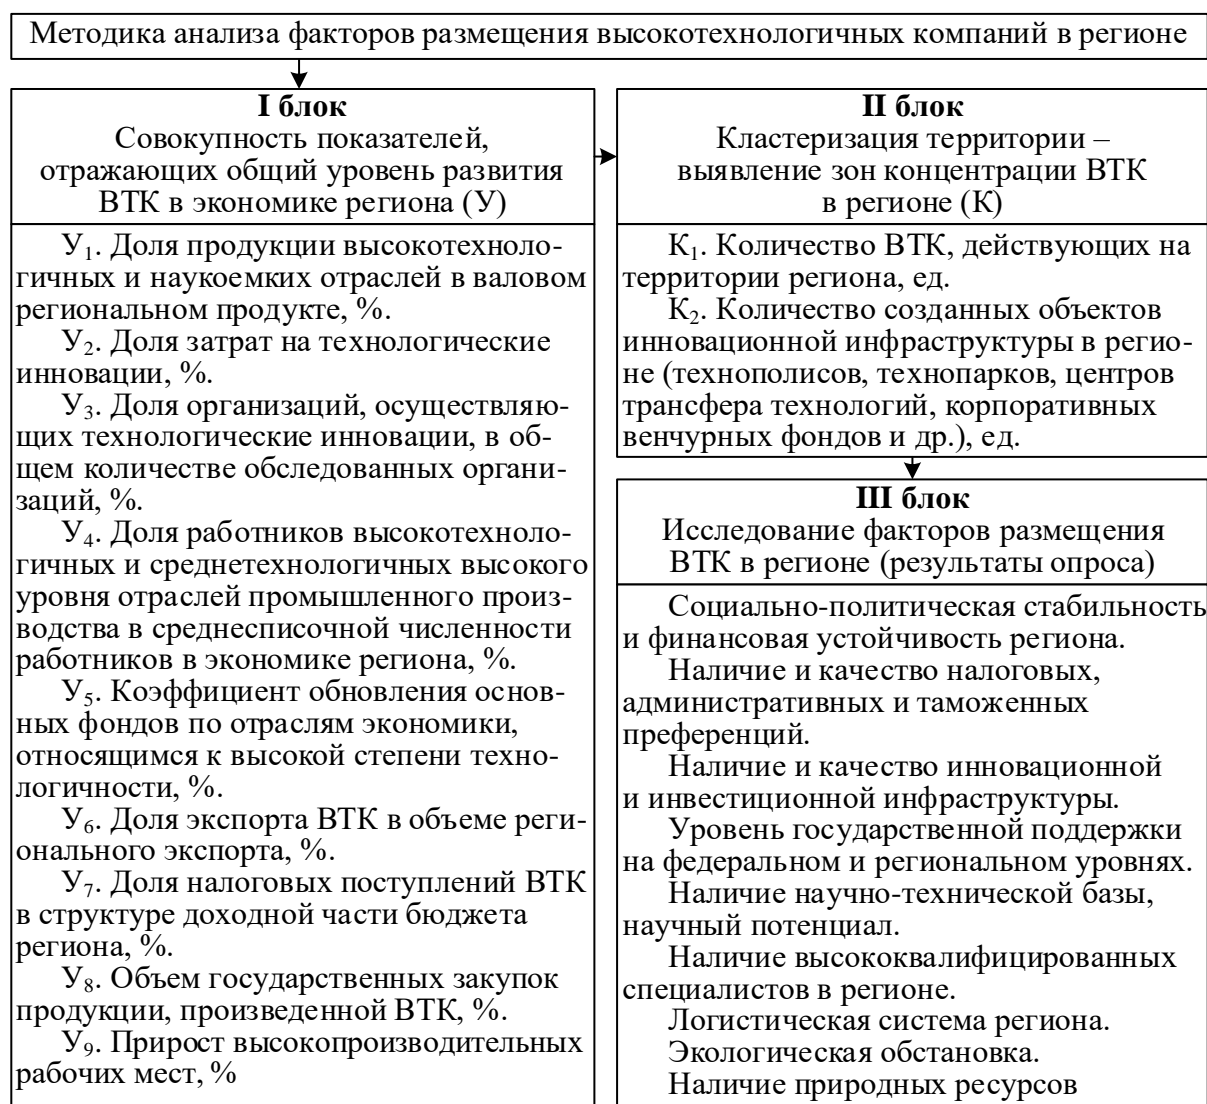 Методика анализа факторов размещения высокотехнологичных компаний в регионе
I блок
Совокупность показателей,
отражающих общий уровень развития
ВТК в экономике региона (У)
У₁. Доля продукции высокотехноло-
гичных и наукоемких отраслей в валовом
региональном продукте, %.
У₂. Доля затрат на технологические
инновации, %.
У₃. Доля организаций, осуществляю-
щих технологические инновации, в об-
щем количестве обследованных органи-
заций, %.
У₄. Доля работников высокотехноло-
гичных и среднетехнологичных высокого
уровня отраслей промышленного произ-
водства в среднесписочной численности
работников в экономике региона, %.
У₅. Коэффициент обновления основ-
ных фондов по отраслям экономики,
относящимся к высокой степени техно-
логичности, %.
У₆. Доля экспорта ВТК в объеме реги-
онального экспорта, %.
У₇. Доля налоговых поступлений ВТК
в структуре доходной части бюджета
региона, %.
У₈. Объем государственных закупок
продукции, произведенной ВТК, %.
У₉. Прирост высокопроизводительных
рабочих мест, %
II блок
Кластеризация территории –
выявление зон концентрации ВТК
в регионе (К)
К₁. Количество ВТК, действующих на
территории региона, ед.
К₂. Количество созданных объектов
инновационной инфраструктуры в регио-
не (технополисов, технопарков, центров
трансфера технологий, корпоративных
венчурных фондов и др.), ед.
III блок
Исследование факторов размещения
ВТК в регионе (результаты опроса)
Социально-политическая стабильность
и финансовая устойчивость региона.
Наличие и качество налоговых,
административных и таможенных
преференций.
Наличие и качество инновационной
и инвестиционной инфраструктуры.
Уровень государственной поддержки
на федеральном и региональном уровнях.
Наличие научно-технической базы,
научный потенциал.
Наличие высококвалифицированных
специалистов в регионе.
Логистическая система региона.
Экологическая обстановка.
Наличие природных ресурсов